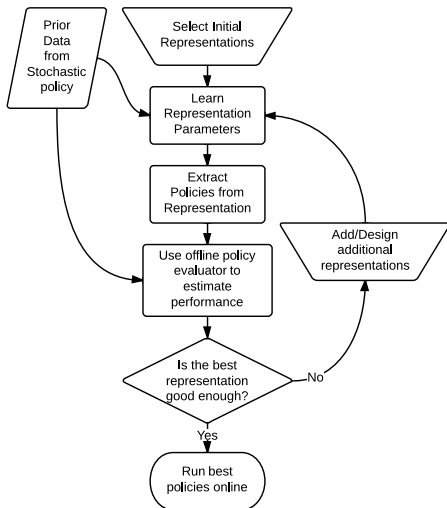 Prior
Data
from
Stochastic
policy
Select Initial
Representations
Learn
Representation
Parameters
Extract
Policies from
Representation
Use offline policy
evaluator to
estimate
performance
Add/Design
additional
representations
Is the best
representation
good enough?
No
Yes
Run best
policies online